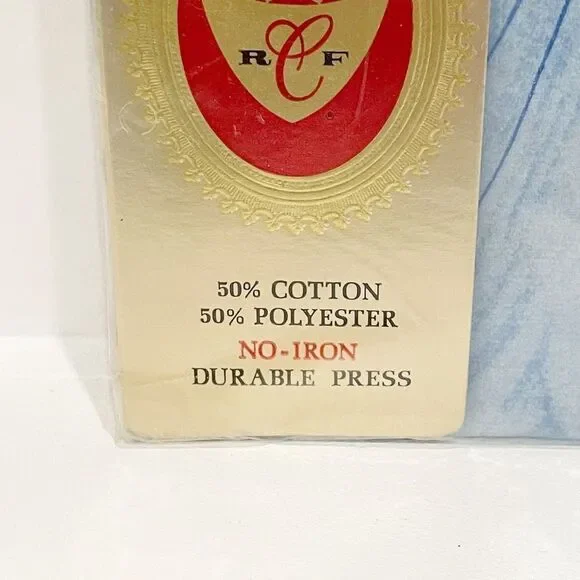 R C F
50% COTTON
50% POLYESTER
NO-IRON
DURABLE PRESS